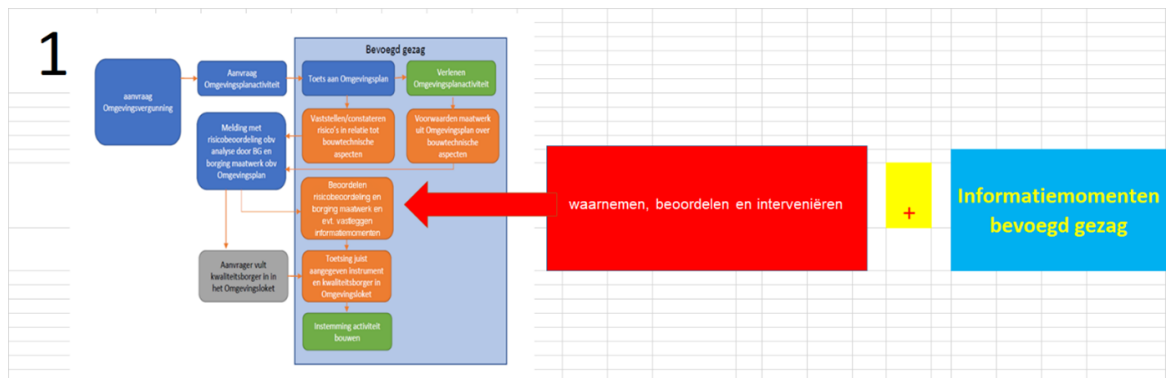 1
Bevoegd gezag
aanvraag
Omgevingsvergunning
Aanvraag
Omgevingsplanactiviteit
Toets aan Omgevingsplan
Verlenen
Omgevingsplanactiviteit
Vaststellen/constateren
risico's in relatie tot
bouwtechnische
aspecten
Voorwaarden maatwerk
uit Omgevingsplan over
bouwtechnische
aspecten
Melding met
risicobeoordeling obv
analyse door BG en
borging maatwerk obv
Omgevingsplan
Beoordelen
risicobeoordeling en
borging maatwerk en
evt. vastleggen
informatiemomenten
Aanvrager vult
kwaliteitsborger in in
het Omgevingsloket
Toetsing juist
aangegeven instrument
en kwaliteitsborger in
Omgevingsloket
Instemming activiteit
bouwen
waarnemen, beoordelen en interveniëren
+
Informatiemomenten
bevoegd gezag